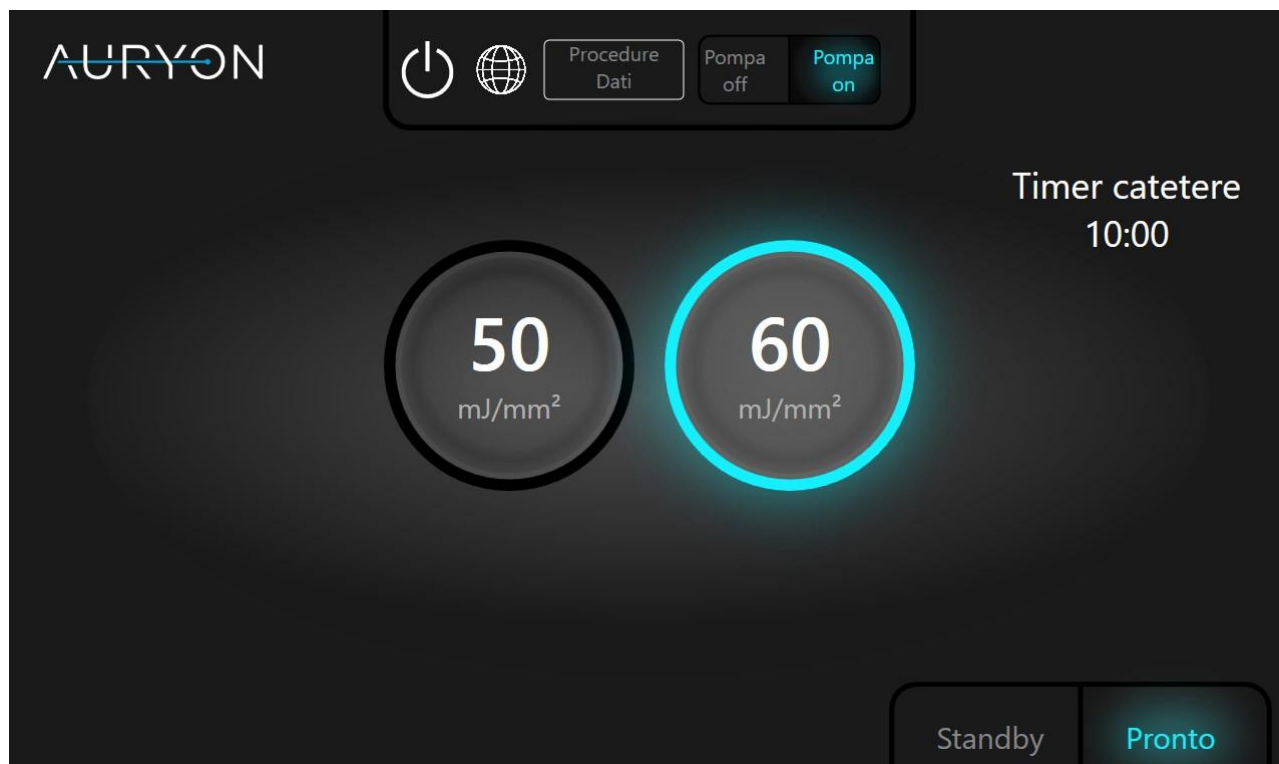 AURYON
Procedure
Dati
Pompa
off
Pompa
on
Timer catetere
10:00
50
mJ/mm²
60
mJ/mm²
Standby
Pronto